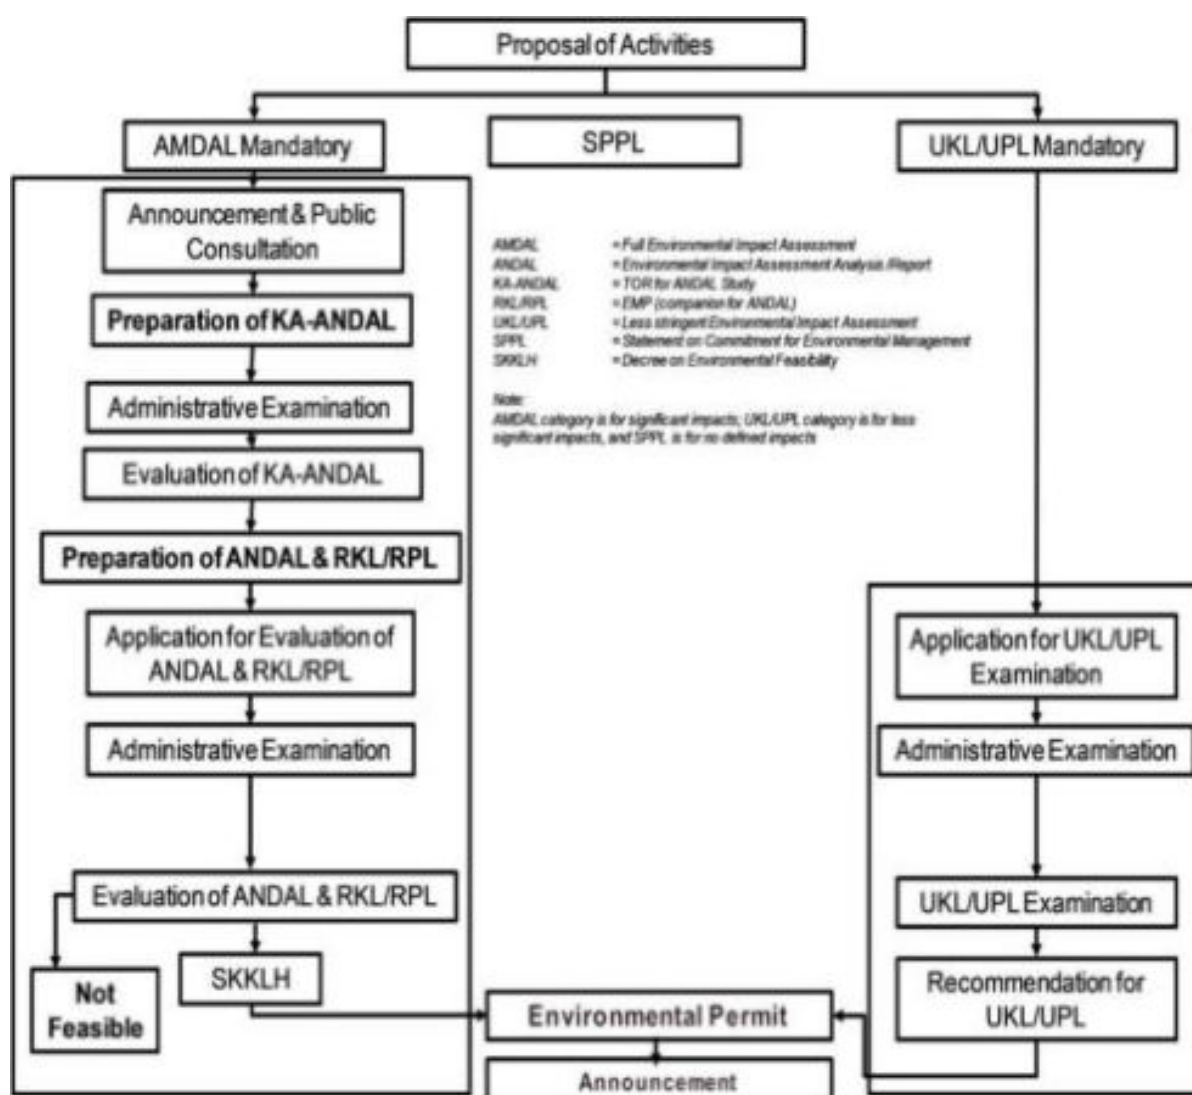 Proposal of Activities
AMDAL Mandatory
SPPL
UKL/UPL Mandatory
Announcement & Public
Consultation
Preparation of KA-ANDAL
Administrative Examination
Evaluation of KA-ANDAL
Preparation of ANDAL & RKL/RPL
Application for Evaluation of
ANDAL & RKL/RPL
Administrative Examination
Evaluation of ANDAL & RKL/RPL
Not
Feasible
SKKLH
AMDAL = Full Environmental Impact Assessment
ANDAL = Environmental Impact Assessment Analysis /Report
KA-ANDAL = TOR for ANDAL Study
RKL/RPL = EMP (companion for ANDAL)
UKL/UPL = Less stringent Environmental Impact Assessment
SPPL = Statement on Commitment for Environmental Management
SKKLH = Decree on Environmental Feasibility
Note:
AMDAL category is for significant impacts; UKL/UPL category is for less
significant impacts, and SPPL is for no defined impacts
Application for UKL/UPL
Examination
Administrative Examination
UKL/UPL Examination
Recommendation for
UKL/UPL
Environmental Permit
Announcement